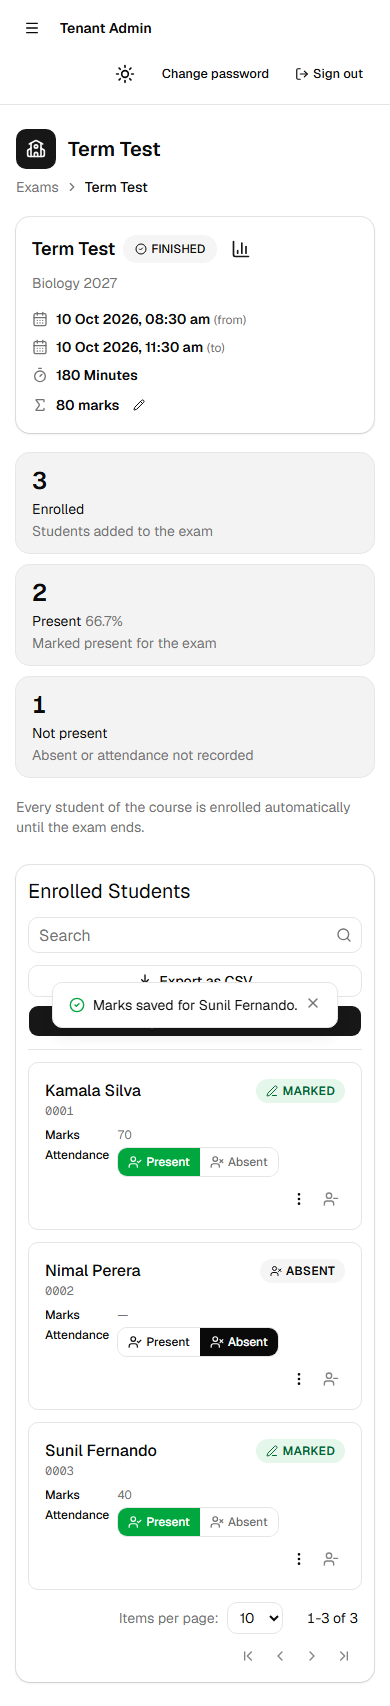 Tenant Admin
Change password
Sign out
Term Test
Exams > Term Test
Term Test FINISHED
Biology 2027
10 Oct 2026, 08:30 am (from)
10 Oct 2026, 11:30 am (to)
180 Minutes
80 marks
3
Enrolled
Students added to the exam
2
Present 66.7%
Marked present for the exam
1
Not present
Absent or attendance not recorded
Every student of the course is enrolled automatically
until the exam ends.
Enrolled Students
Search
Export as CSV
Marks saved for Sunil Fernando.
Kamala Silva MARKED
0001
Marks 70
Attendance Present Absent
Nimal Perera ABSENT
0002
Marks —
Attendance Present Absent
Sunil Fernando MARKED
0003
Marks 40
Attendance Present Absent
Items per page: 10 1-3 of 3